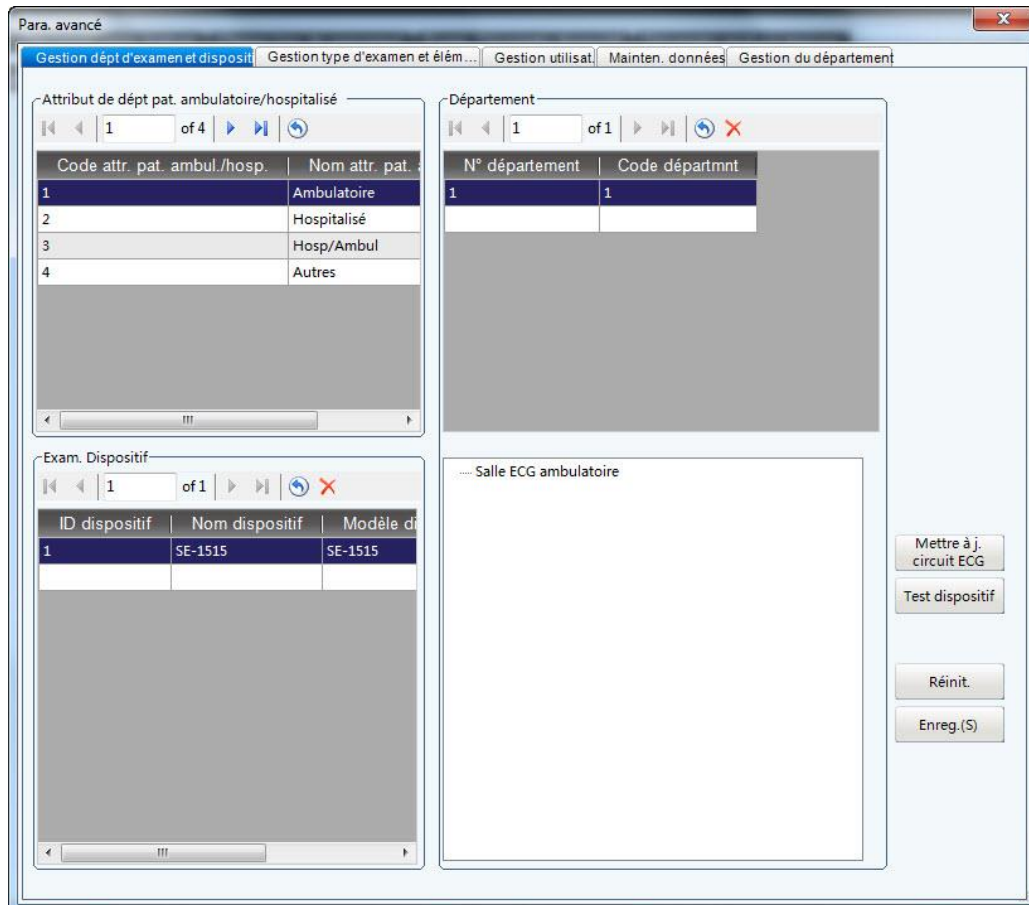 Para. avancé
Gestion dépt d'examen et disposit Gestion type d'examen et élém... Gestion utilisat. Mainten. données Gestion du département
Attribut de dépt pat. ambulatoire/hospitalisé
1 of 4
Code attr. pat. ambul./hosp. Nom attr. pat.
1 Ambulatoire
2 Hospitalisé
3 Hosp/Ambul
4 Autres
Département
1 of 1
N° département Code départmnt
1 1
Exam. Dispositif
1 of 1
ID dispositif Nom dispositif Modèle di
1 SE-1515 SE-1515
Salle ECG ambulatoire
Mettre à j.
circuit ECG
Test dispositif
Réinit.
Enreg.(S)